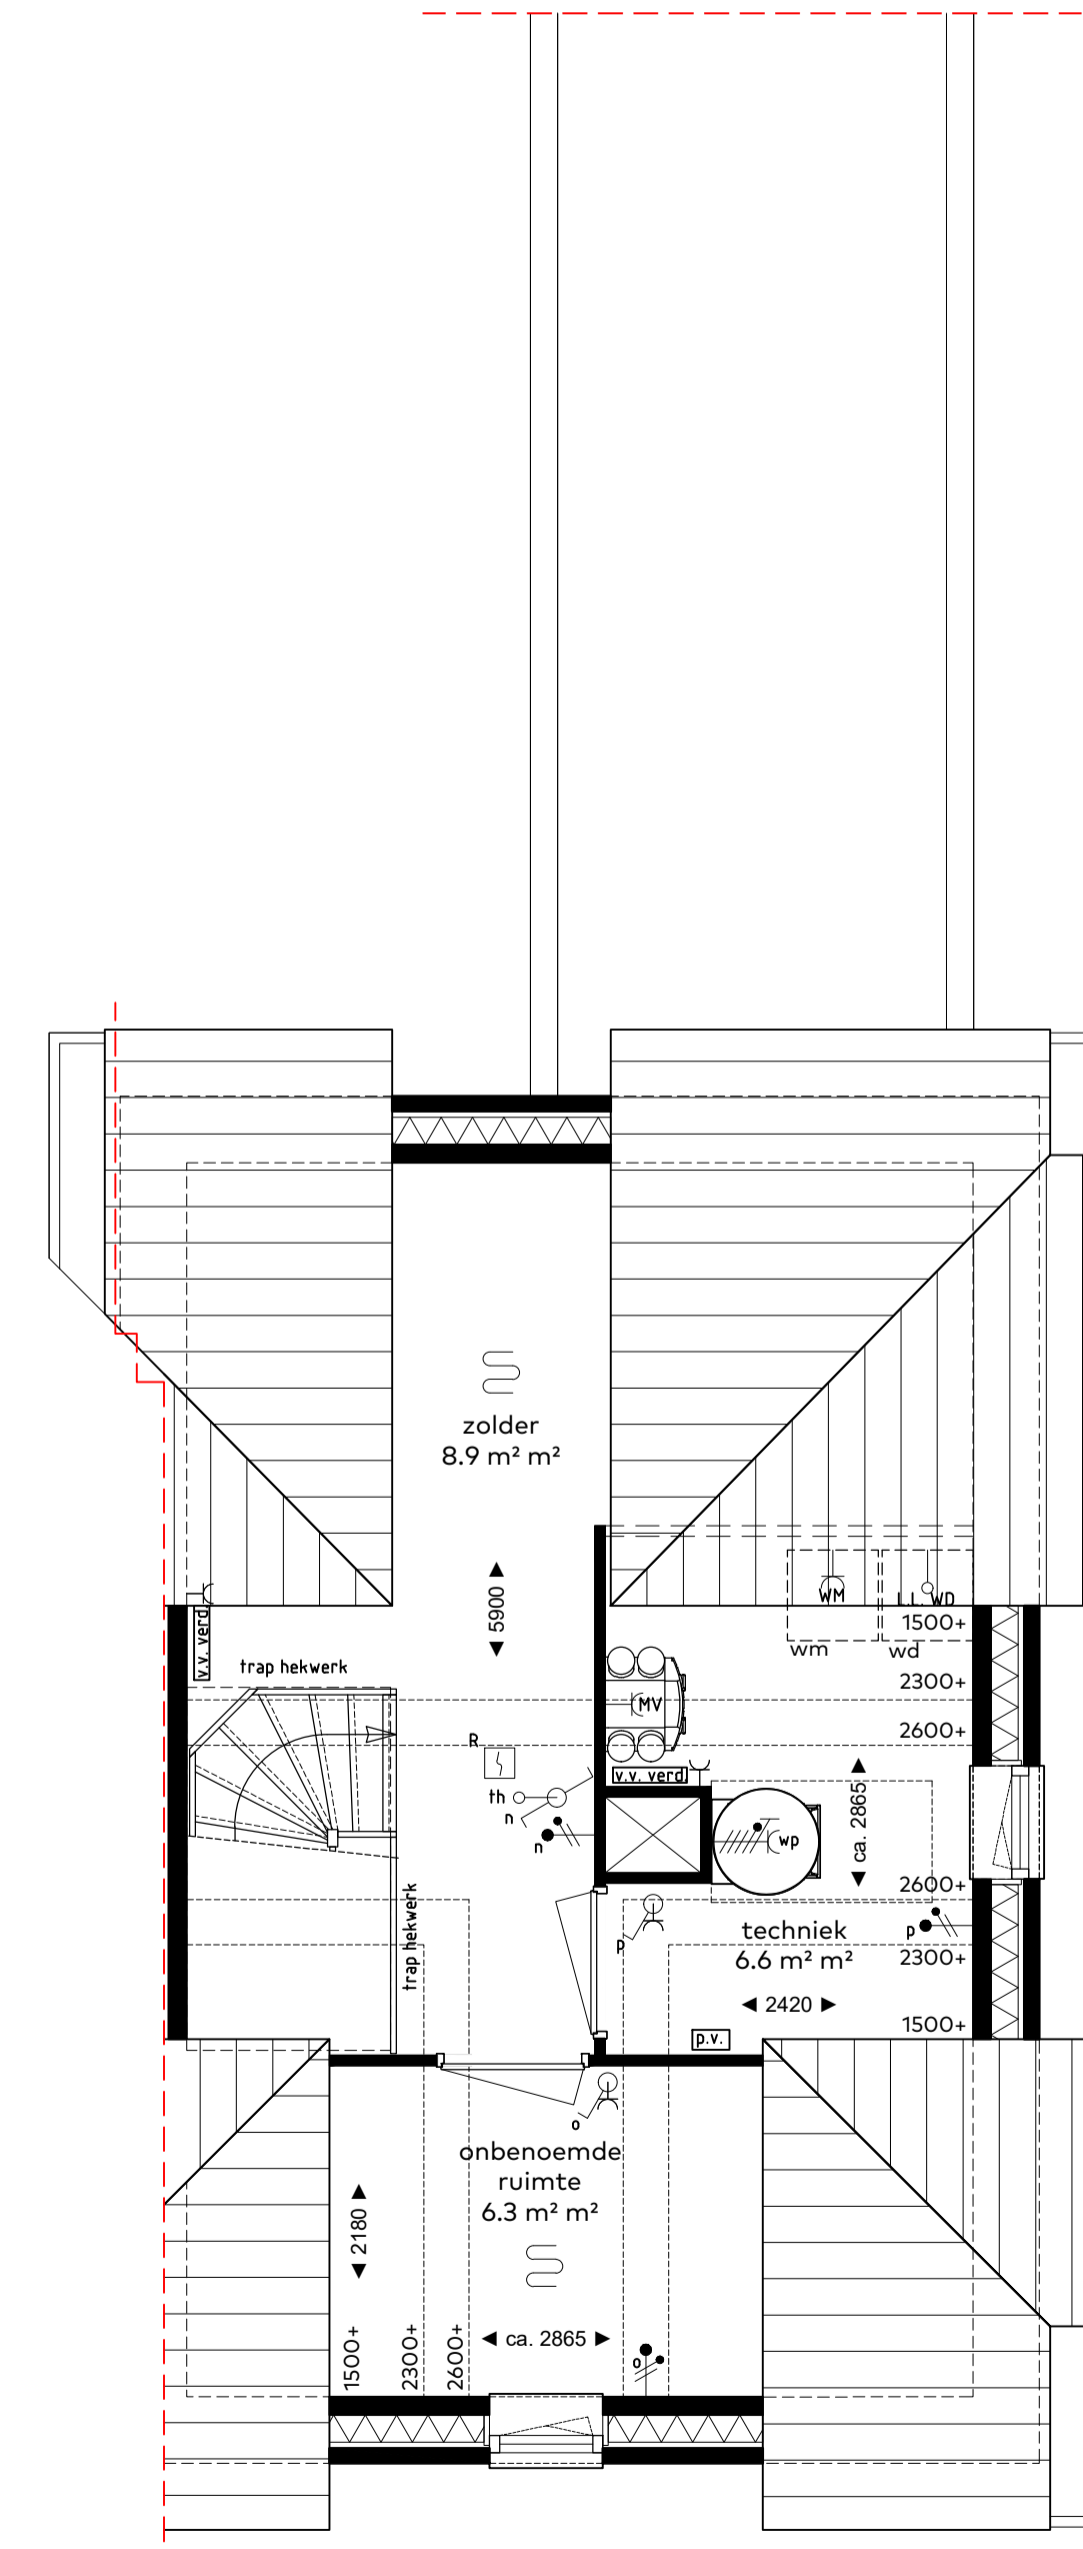 zolder
8.9 m² m²
5900
WM
L.L. WD
1500+
wm
wd
v.v. verd.
trap hekwerk
2300+
MV
2600+
R
v.v. verd.
th
n
n
wp
ca. 2865
2600+
trap hekwerk
p
techniek
6.6 m² m²
p
2300+
2420
1500+
p.v.
o
onbenoemde
ruimte
6.3 m² m²
2180
1500+
2300+
2600+
ca. 2865
o